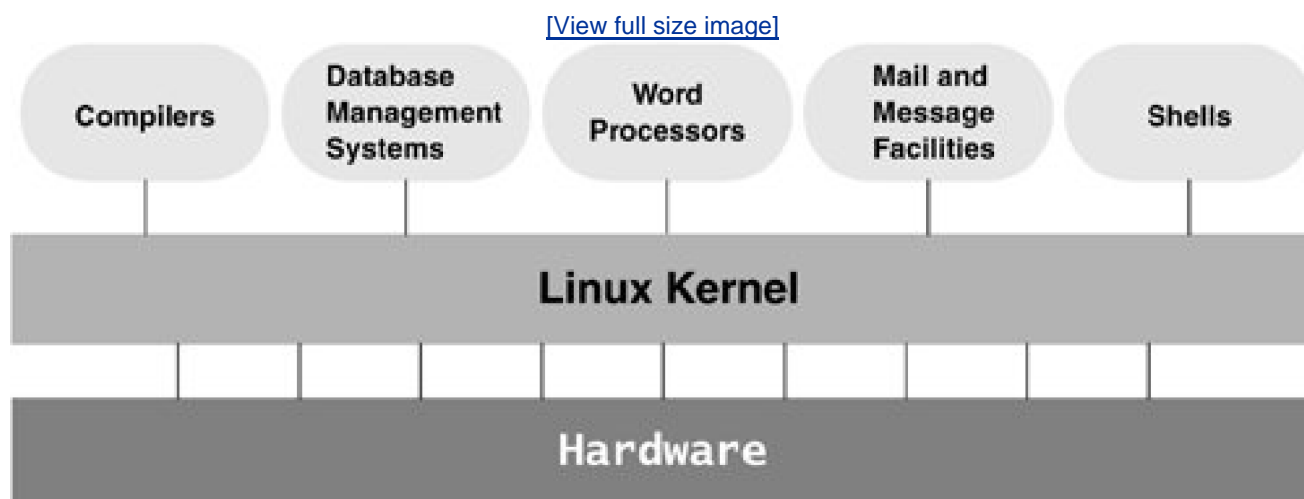 [View full size image]
Compilers
Database
Management
Systems
Word
Processors
Mail and
Message
Facilities
Shells
Linux Kernel
Hardware